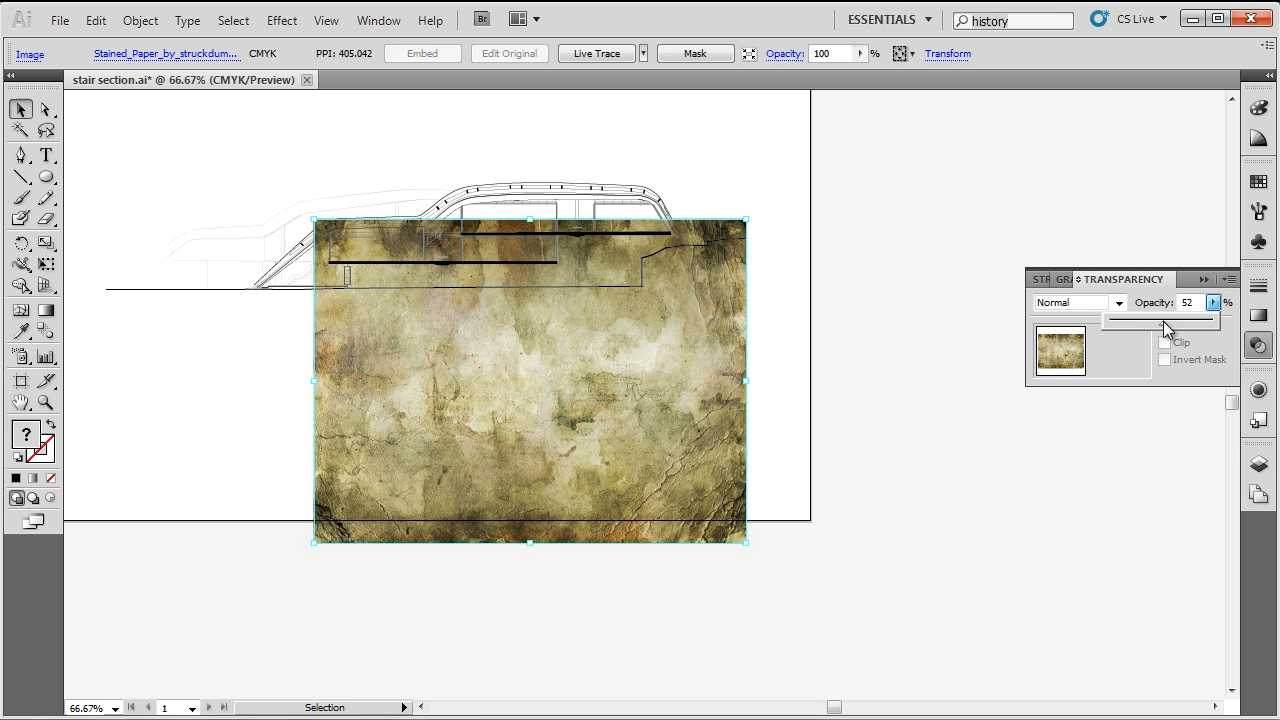 Ai File Edit Object Type Select Effect View Window Help Br ESSENTIALS history CS Live
Image Stained_Paper_by_struckdum... CMYK PPI: 405.042 Embed Edit Original Live Trace Mask Opacity: 100 % Transform
stair section.ai* @ 66.67% (CMYK/Preview)
STR GRA TRANSPARENCY
Normal Opacity: 52 %
Clip
Invert Mask
T
?
66.67% 1 Selection